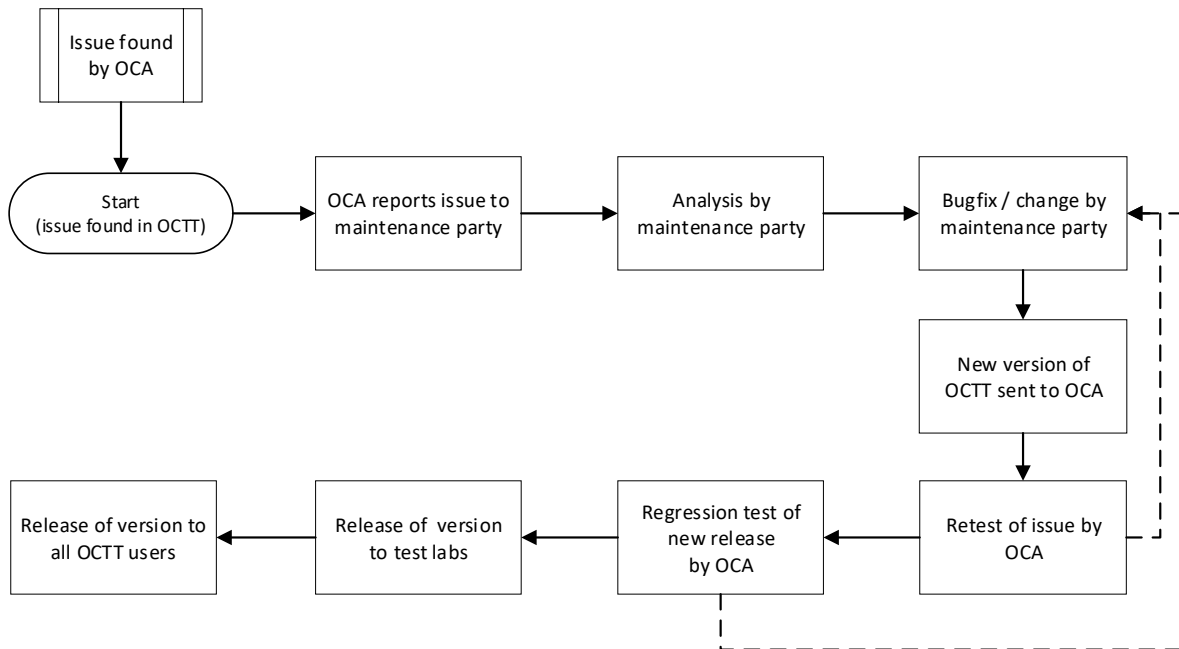 Issue found
by OCA
Start
(issue found in OCTT)
OCA reports issue to
maintenance party
Analysis by
maintenance party
Bugfix / change by
maintenance party
New version of
OCTT sent to OCA
Retest of issue by
OCA
Regression test of
new release
by OCA
Release of version
to test labs
Release of version to
all OCTT users